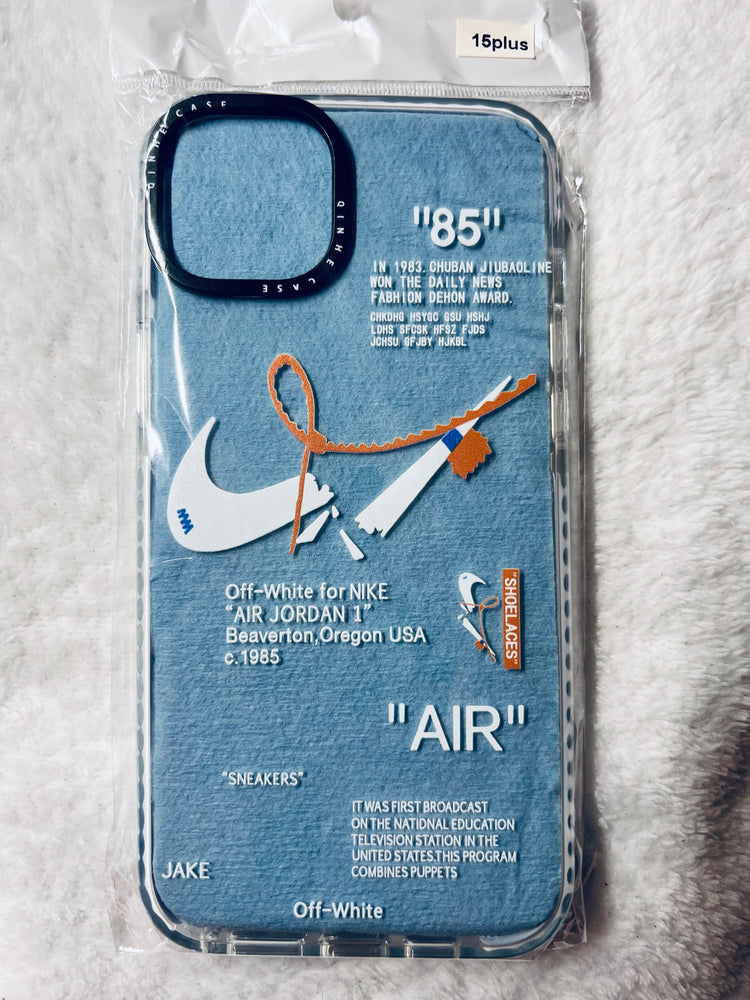 15plus
QINHE CASE
QINHE CASE
"85"
IN 1983. CHUBAN JIUBAOLINE
WON THE DAILY NEWS
FABHION DEHON AWARD.
CHKDHG HSYGC GSU HSHJ
LDHS SFCSK HFSZ FJDS
JCHSU GFJBY HJKBL
Off-White for NIKE
"AIR JORDAN 1"
Beaverton,Oregon USA
c.1985
"SHOELACES"
"AIR"
"SNEAKERS"
IT WAS FIRST BROADCAST
ON THE NATIDNAL EDUCATION
TELEVISION STATION IN THE
UNITED STATES.THIS PROGRAM
COMBINES PUPPETS
JAKE
Off-White